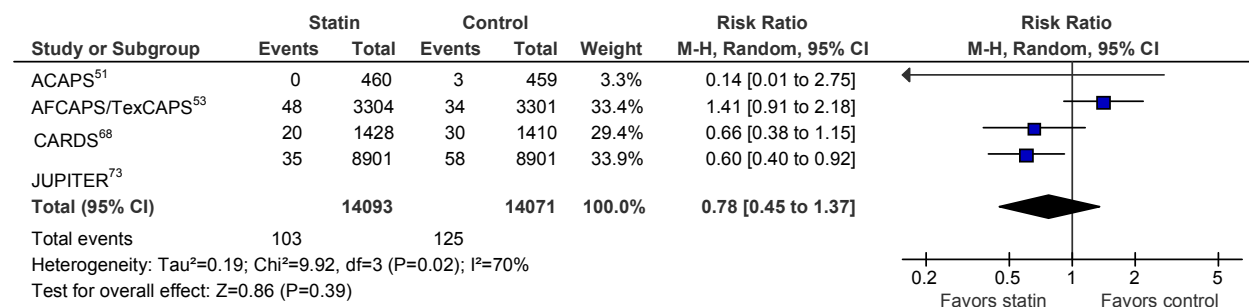 Statin Control Risk Ratio Risk Ratio
Study or Subgroup Events Total Events Total Weight M-H, Random, 95% CI M-H, Random, 95% CI
ACAPS⁵¹ 0 460 3 459 3.3% 0.14 [0.01 to 2.75]
AFCAPS/TexCAPS⁵³ 48 3304 34 3301 33.4% 1.41 [0.91 to 2.18]
CARDS⁶⁸ 20 1428 30 1410 29.4% 0.66 [0.38 to 1.15]
35 8901 58 8901 33.9% 0.60 [0.40 to 0.92]
JUPITER⁷³
Total (95% CI) 14093 14071 100.0% 0.78 [0.45 to 1.37]
Total events 103 125
Heterogeneity: Tau²=0.19; Chi²=9.92, df=3 (P=0.02); I²=70%
Test for overall effect: Z=0.86 (P=0.39)
0.2 0.5 1 2 5
Favors statin Favors control